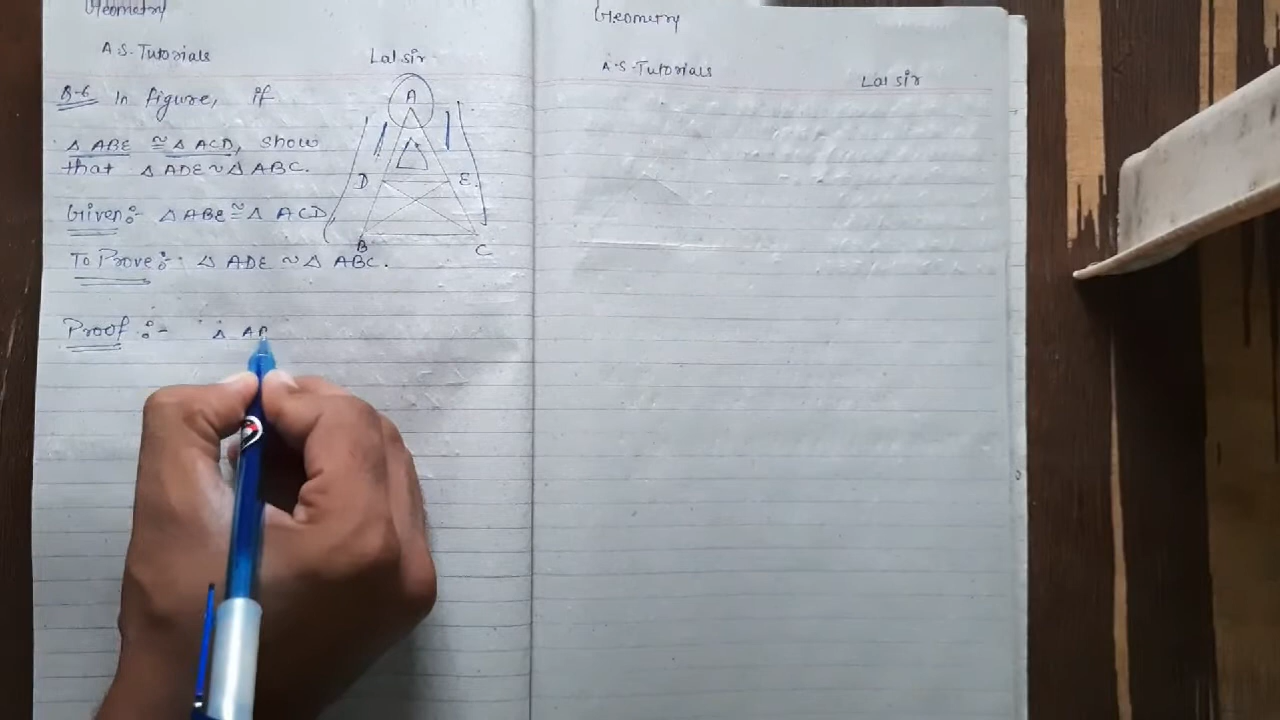 Geometry
A.S-Tutorials
Lal sir
Q-6 In figure, if
△ ABE ≅ △ ACD, show
that △ ADE ~ △ ABC.
A
D
E
B
C
Given:- △ ABE ≅ △ ACD
To Prove:- △ ADE ~ △ ABC.
Proof :- △ AB
Geometry
A.S-Tutorials
Lal sir